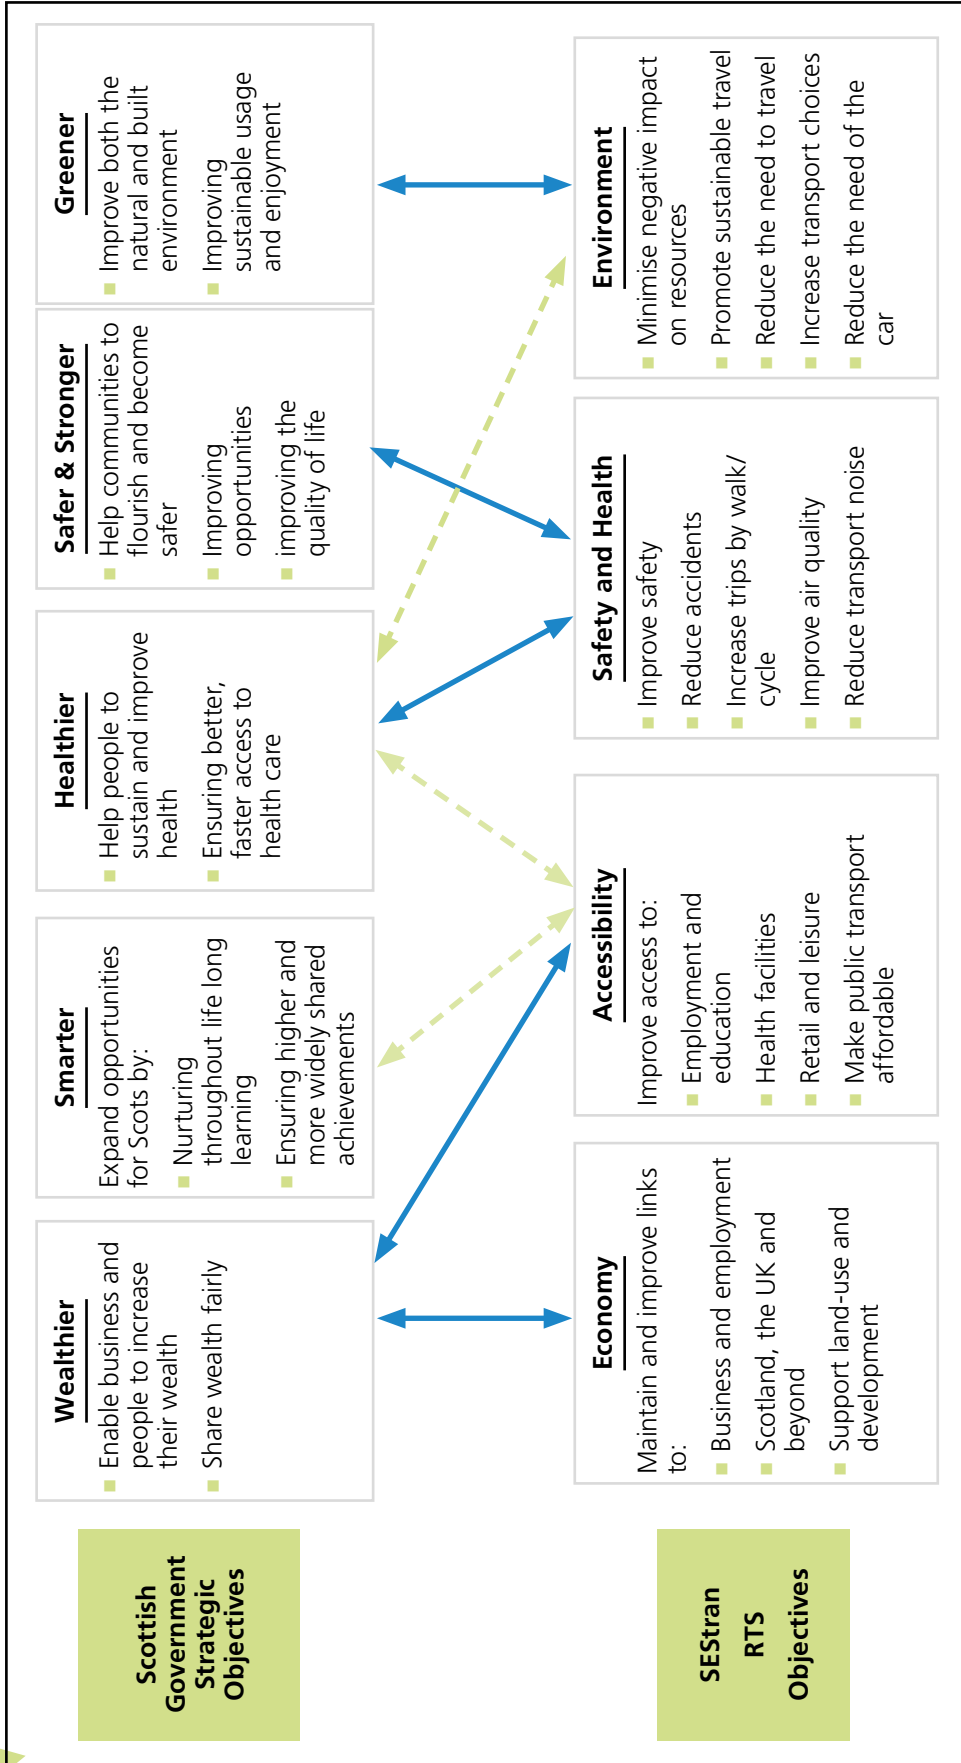 Scottish
Government
Strategic
Objectives
Wealthier
Enable business and
people to increase
their wealth
Share wealth fairly
Smarter
Expand opportunities
for Scots by:
Nurturing
throughout life long
learning
Ensuring higher and
more widely shared
achievements
Healthier
Help people to
sustain and improve
health
Ensuring better,
faster access to
health care
Safer & Stronger
Help communities to
flourish and become
safer
Improving
opportunities
improving the
quality of life
Greener
Improve both the
natural and built
environment
Improving
sustainable usage
and enjoyment
SEStran
RTS
Objectives
Economy
Maintain and improve links
to:
Business and employment
Scotland, the UK and
beyond
Support land-use and
development
Accessibility
Improve access to:
Employment and
education
Health facilities
Retail and leisure
Make public transport
affordable
Safety and Health
Improve safety
Reduce accidents
Increase trips by walk/
cycle
Improve air quality
Reduce transport noise
Environment
Minimise negative impact
on resources
Promote sustainable travel
Reduce the need to travel
Increase transport choices
Reduce the need of the
car